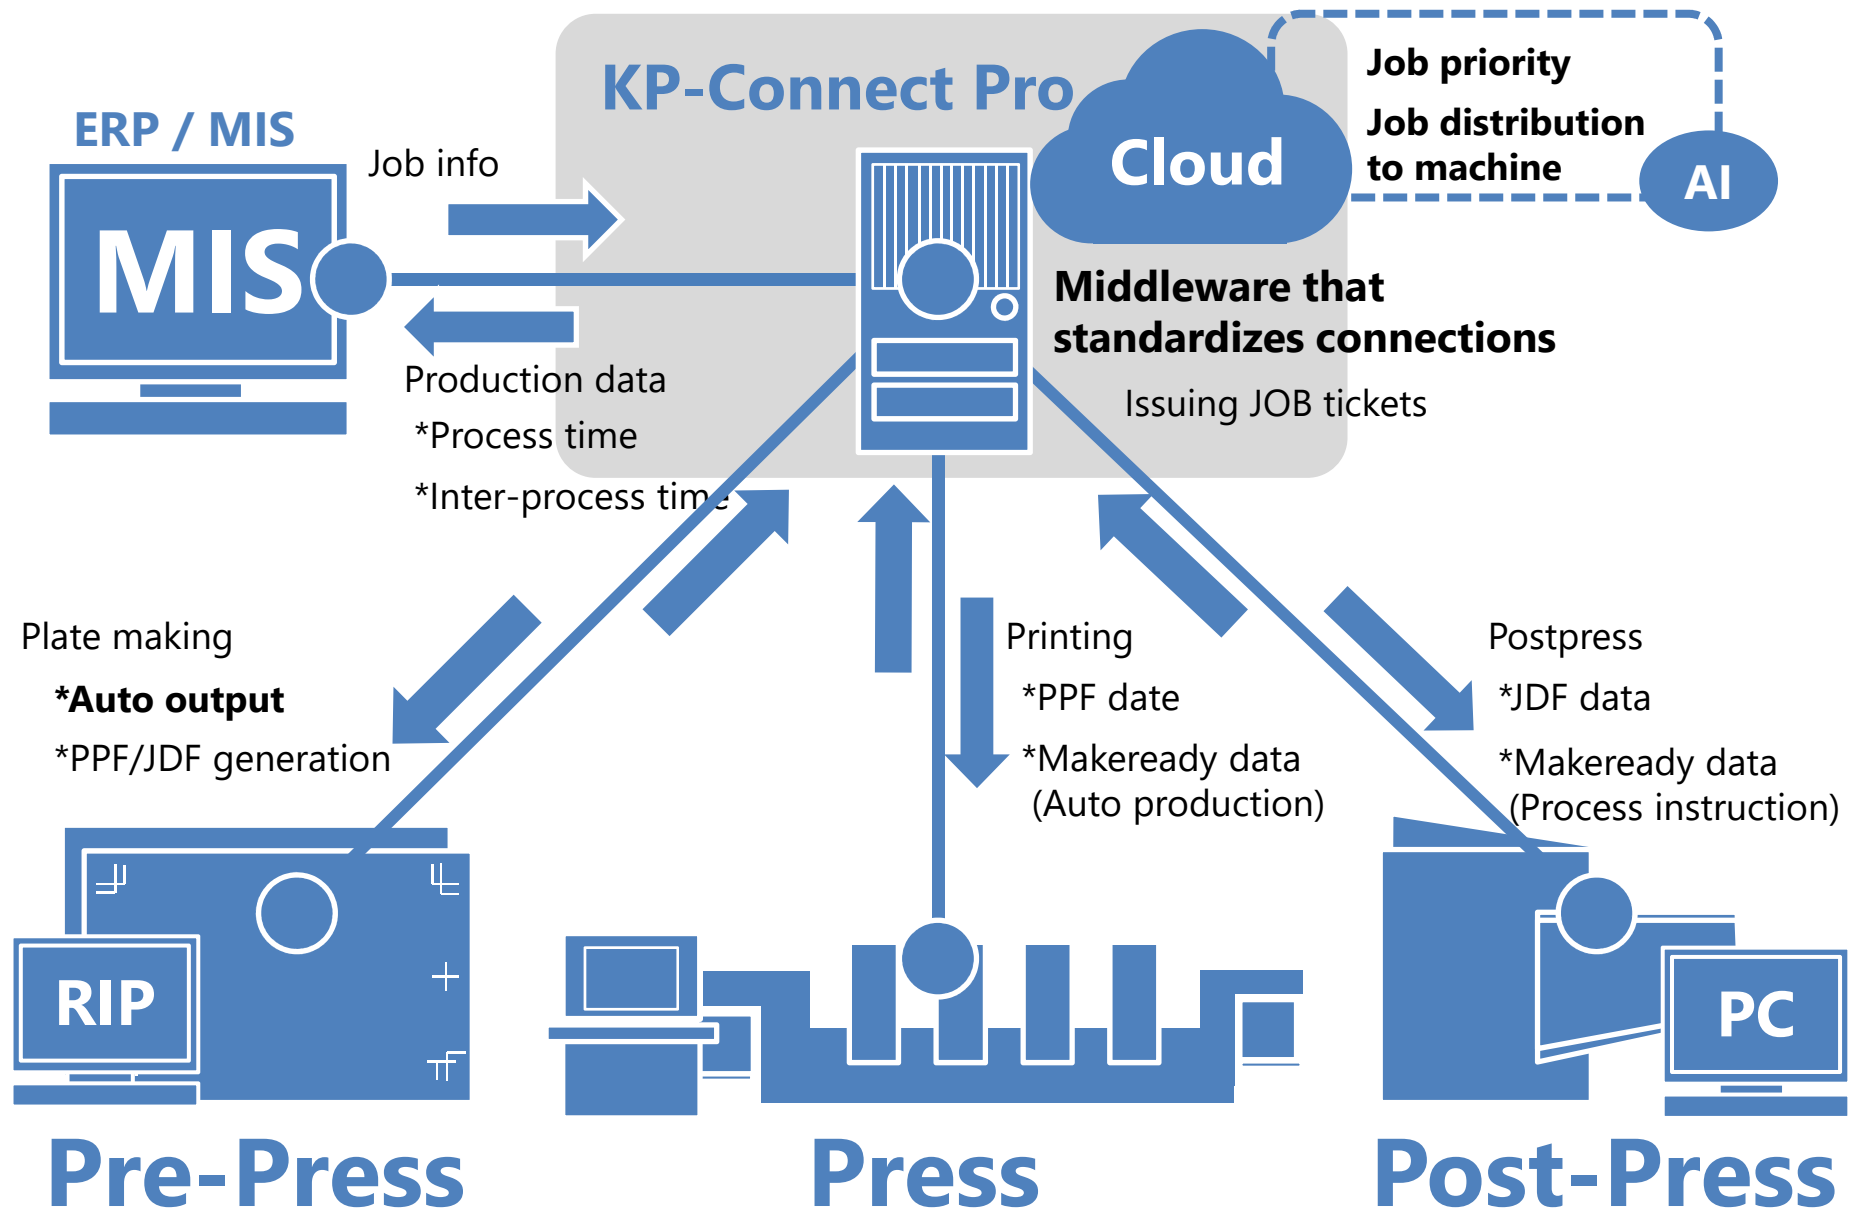 KP-Connect Pro
Cloud
Job priority
Job distribution
to machine
AI
ERP / MIS
MIS
Job info
Middleware that
standardizes connections
Issuing JOB tickets
Production data
*Process time
*Inter-process time
Plate making
*Auto output
*PPF/JDF generation
Printing
*PPF date
*Makeready data
(Auto production)
Postpress
*JDF data
*Makeready data
(Process instruction)
RIP
PC
Pre-Press
Press
Post-Press